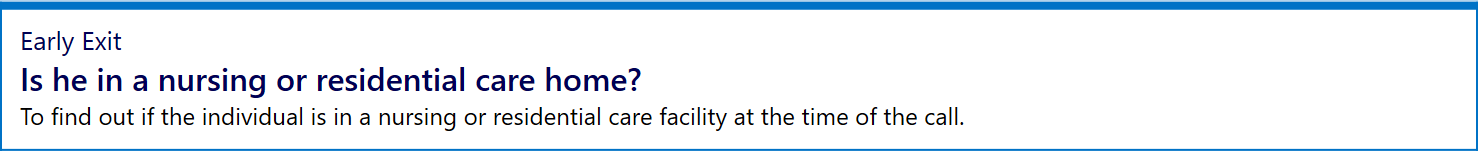 Early Exit
Is he in a nursing or residential care home?
To find out if the individual is in a nursing or residential care facility at the time of the call.